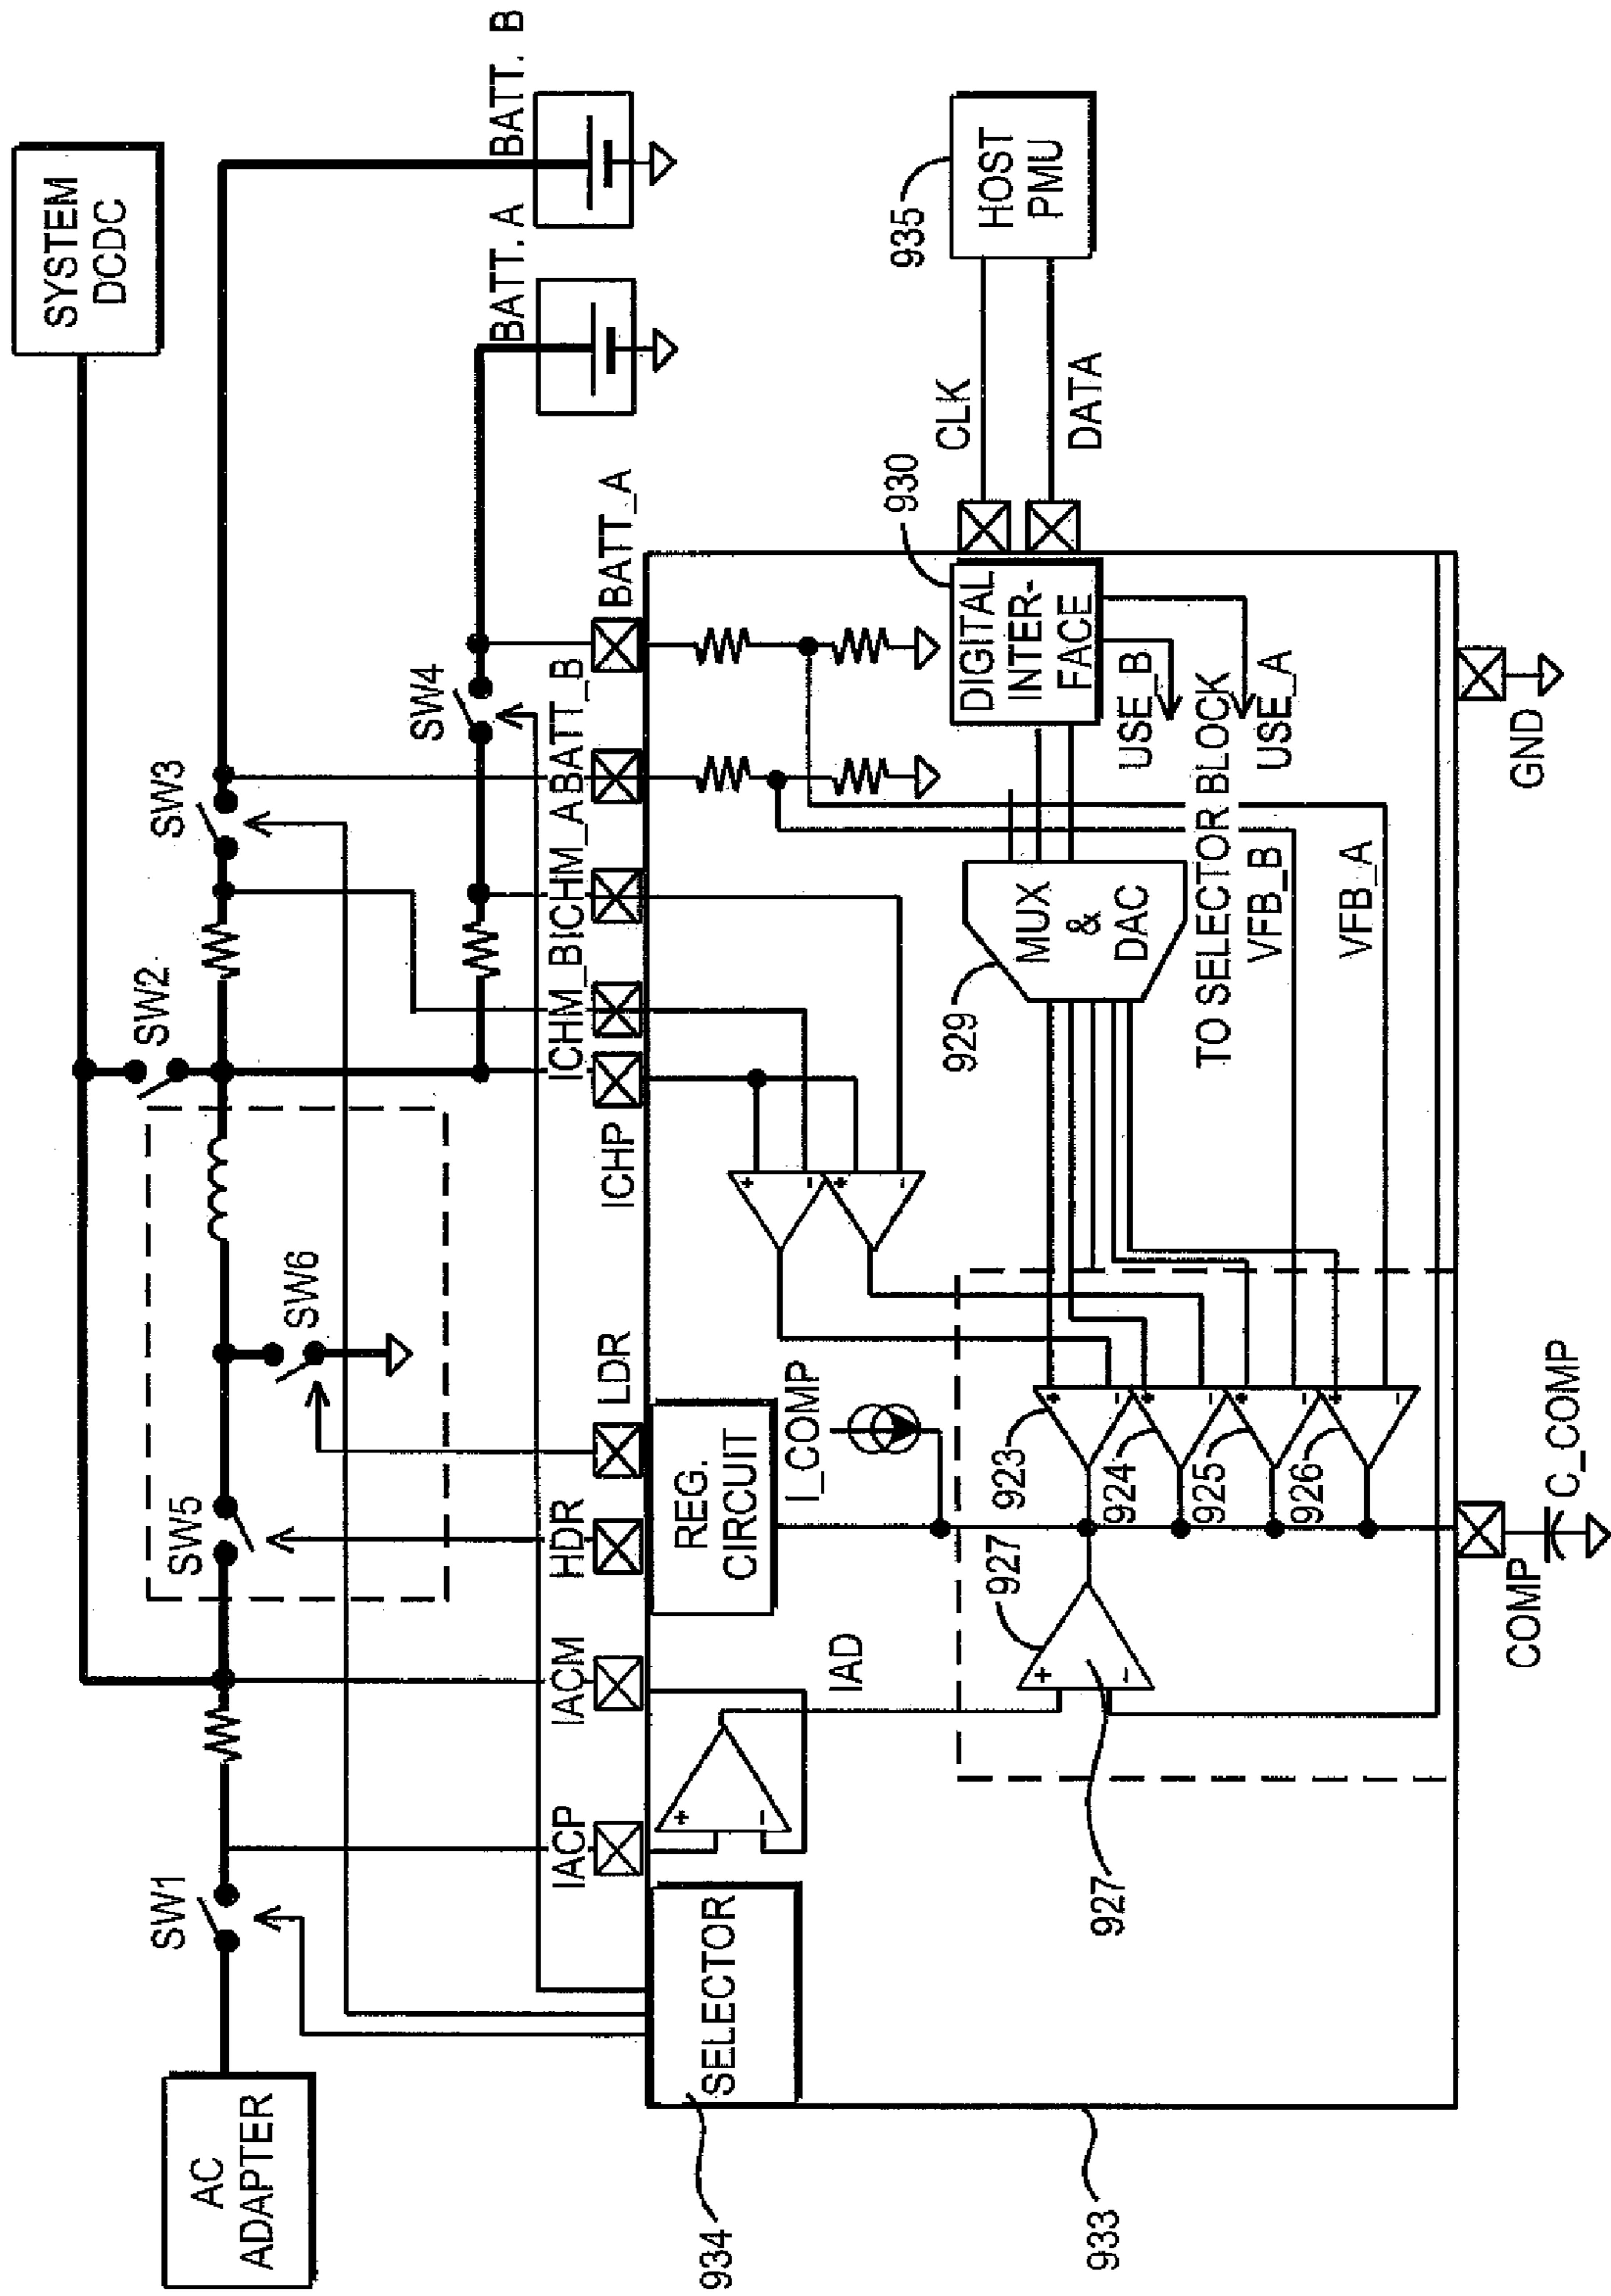 SYSTEM
DCDC
BATT. B
BATT. A
SW3
SW2
SW4
SW5
SW6
SW1
AC
ADAPTER
IACP
IACM
HDR
LDR
ICHP
ICHM_B
ICHM_A
BATT_B
BATT_A
SELECTOR
934
+
-
IAD
REG.
CIRCUIT
I_COMP
+
-
+
-
930
DIGITAL
INTER-
FACE
CLK
DATA
935
HOST
PMU
USE_B
TO SELECTOR BLOCK
USE_A
MUX
&
DAC
929
VFB_B
VFB_A
927
+
-
927
923
+
-
924
+
-
925
+
-
926
+
-
933
COMP
C_COMP
GND